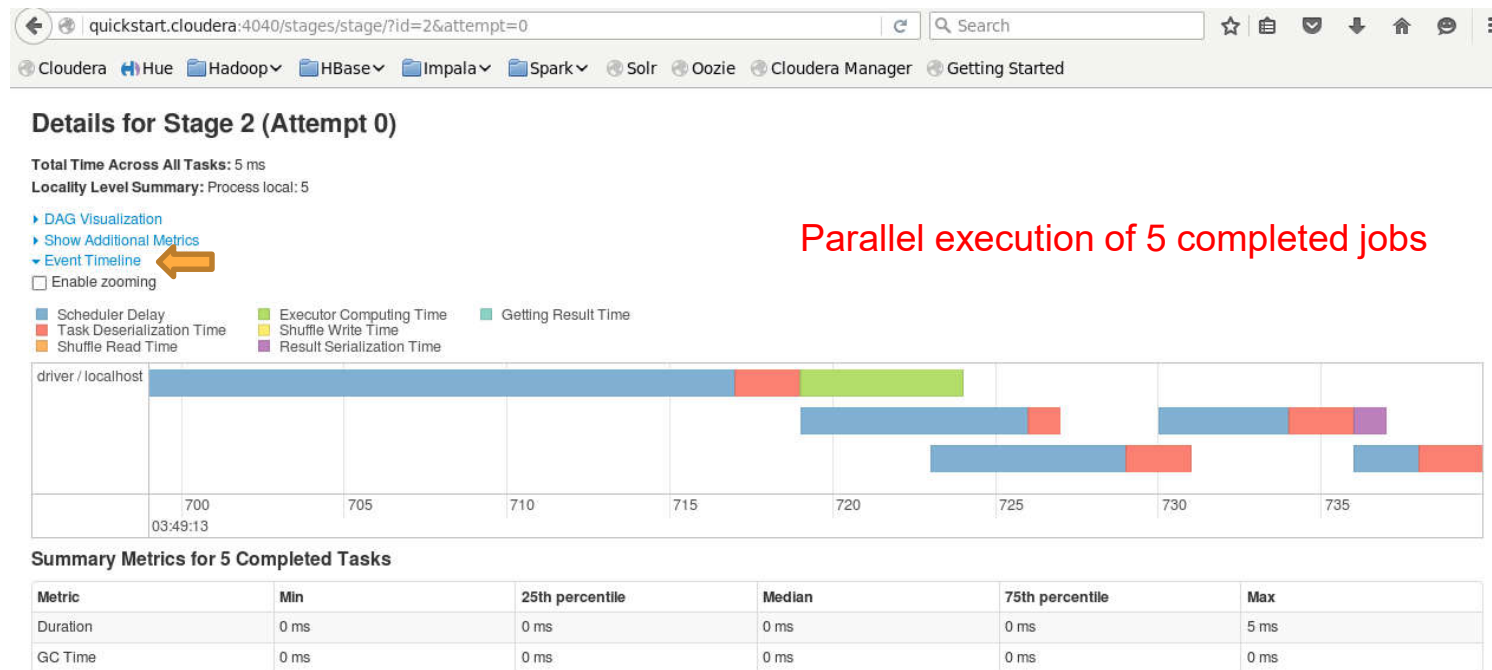 quickstart.cloudera:4040/stages/stage/?id=2&attempt=0 Search
Cloudera Hue Hadoop HBase Impala Spark Solr Oozie Cloudera Manager Getting Started
Details for Stage 2 (Attempt 0)
Total Time Across All Tasks: 5 ms
Locality Level Summary: Process local: 5
DAG Visualization
Show Additional Metrics
Event Timeline
Enable zooming
Parallel execution of 5 completed jobs
Scheduler Delay Executor Computing Time Getting Result Time
Task Deserialization Time Shuffle Write Time
Shuffle Read Time Result Serialization Time
driver / localhost
700 705 710 715 720 725 730 735
03:49:13
Summary Metrics for 5 Completed Tasks
Metric Min 25th percentile Median 75th percentile Max
Duration 0 ms 0 ms 0 ms 0 ms 5 ms
GC Time 0 ms 0 ms 0 ms 0 ms 0 ms